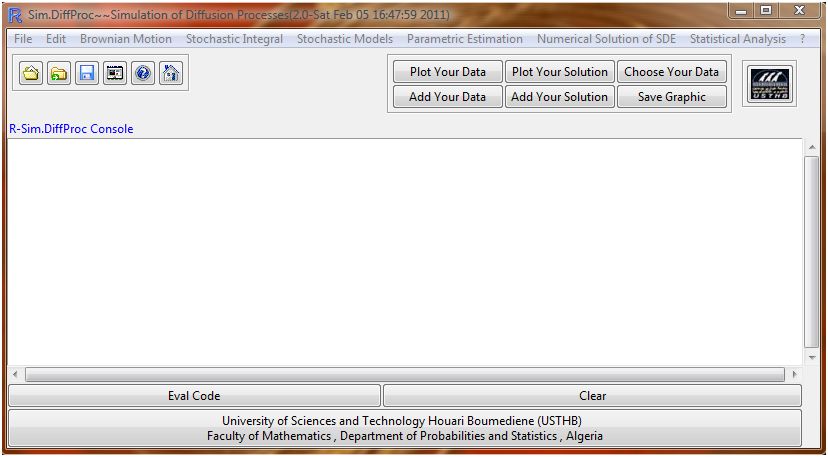 Sim.DiffProc~~Simulation of Diffusion Processes(2.0-Sat Feb 05 16:47:59 2011)
File Edit Brownian Motion Stochastic Integral Stochastic Models Parametric Estimation Numerical Solution of SDE Statistical Analysis ?
Plot Your Data Plot Your Solution Choose Your Data
Add Your Data Add Your Solution Save Graphic
USTHB
R-Sim.DiffProc Console
Eval Code Clear
University of Sciences and Technology Houari Boumediene (USTHB)
Faculty of Mathematics , Department of Probabilities and Statistics , Algeria